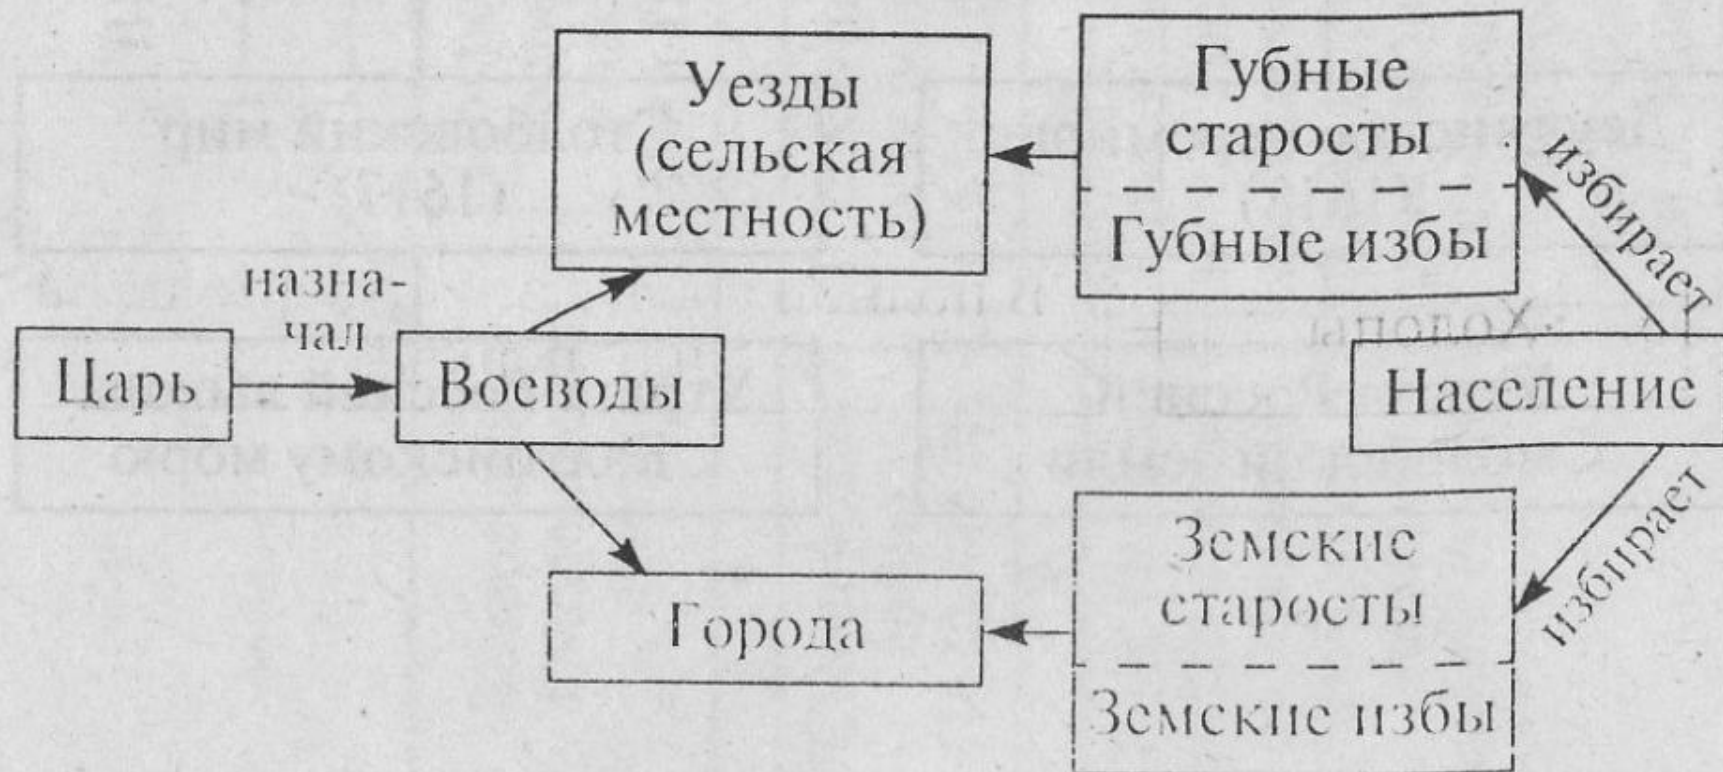 Уезды
(сельская
местность)
Губные
старосты
Губные избы
избирает
назна-
чал
Царь
Воеводы
Население
избирает
Города
Земские
старосты
Земские избы
Холопы